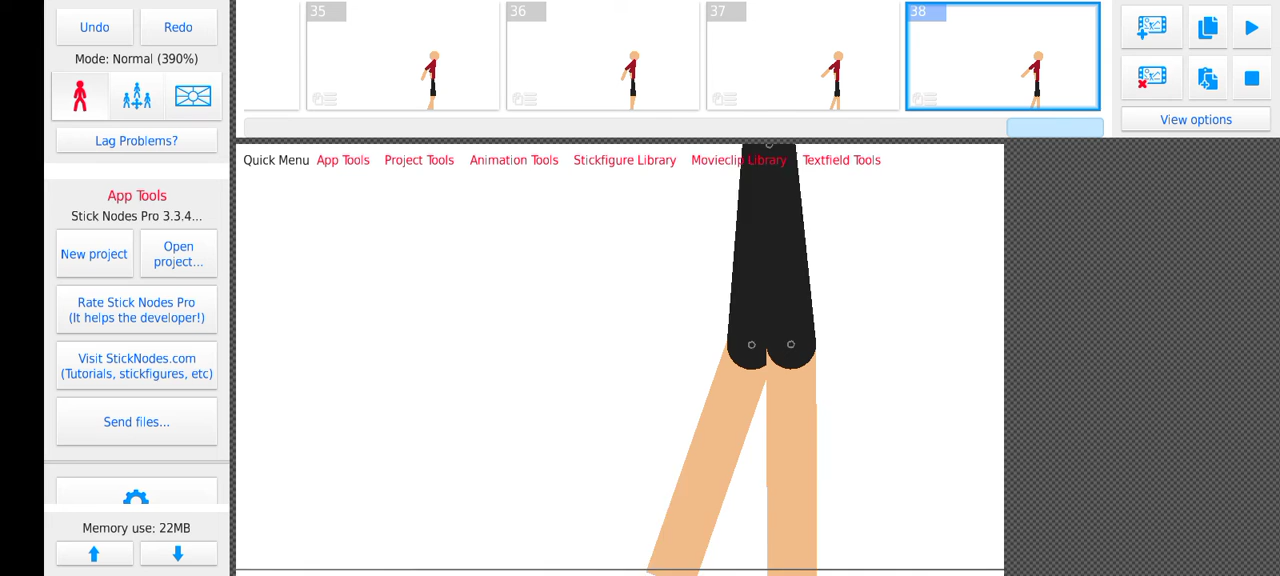 Undo
Redo
Mode: Normal (390%)
Lag Problems?
App Tools
Stick Nodes Pro 3.3.4...
New project
Open
project...
Rate Stick Nodes Pro
(It helps the developer!)
Visit StickNodes.com
(Tutorials, stickfigures, etc)
Send files...
Memory use: 22MB
35
36
37
38
View options
Quick Menu
App Tools
Project Tools
Animation Tools
Stickfigure Library
Movieclip Library
Textfield Tools